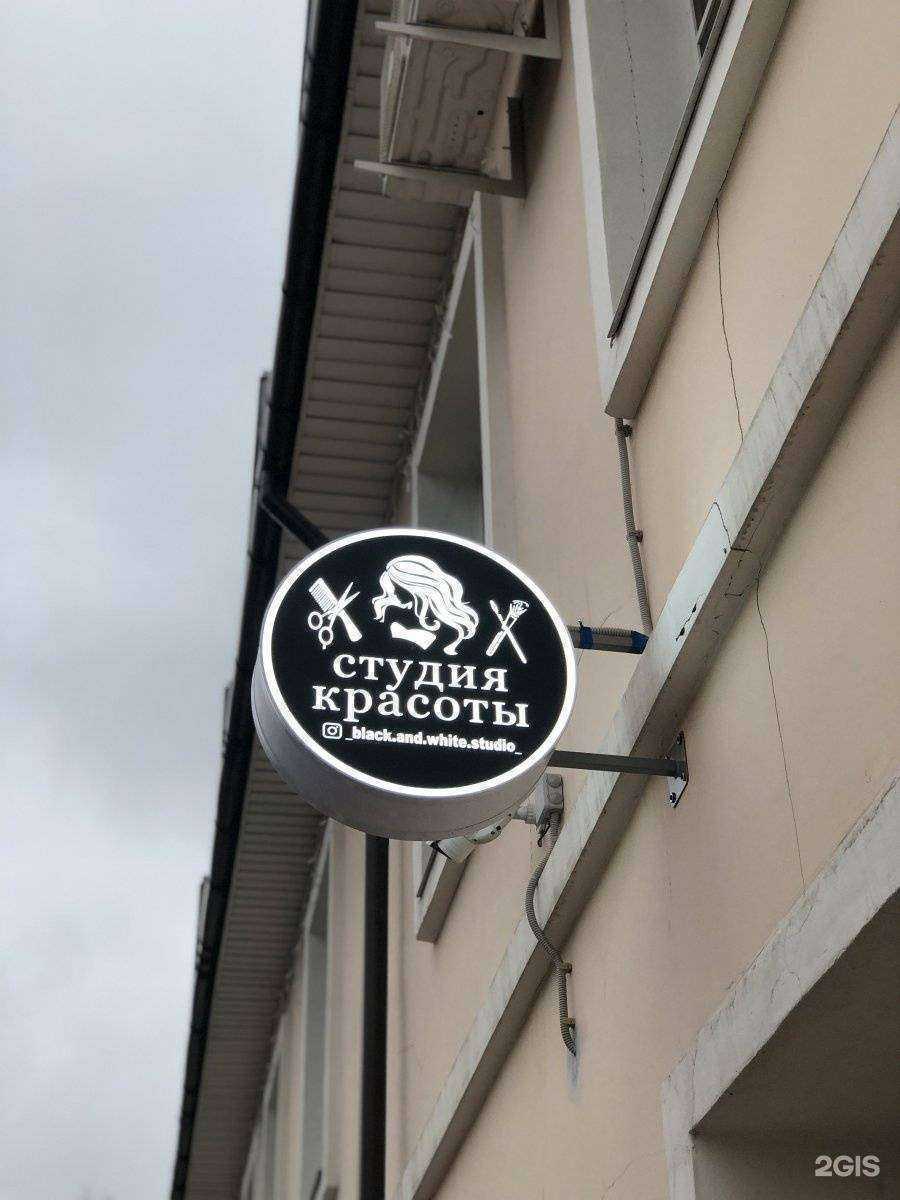 студия
красоты
_black.and.white.studio_
2GIS